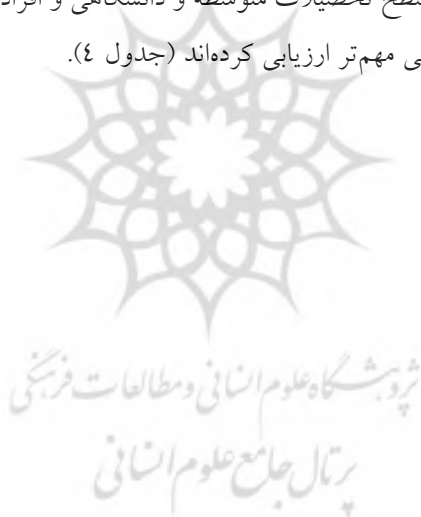 سطح تحصیلات متوسطه و دانشگاهی و افراد
ی مهم‌تر ارزیابی کرده‌اند (جدول ٤).
پژوهشگاه علوم انسانی و مطالعات فرهنگی
پرتال جامع علوم انسانی